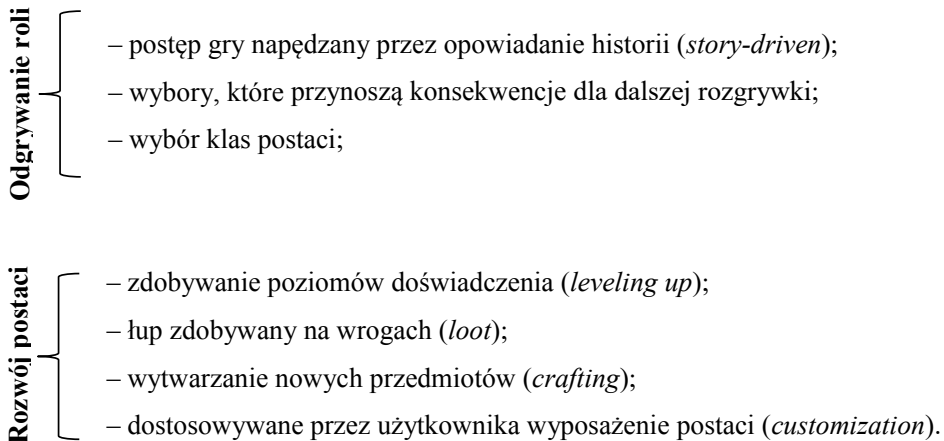 Odgrywanie roli
– postęp gry napędzany przez opowiadanie historii (story-driven);
– wybory, które przynoszą konsekwencje dla dalszej rozgrywki;
– wybór klas postaci;
Rozwój postaci
– zdobywanie poziomów doświadczenia (leveling up);
– łup zdobywany na wrogach (loot);
– wytwarzanie nowych przedmiotów (crafting);
– dostosowywane przez użytkownika wyposażenie postaci (customization).